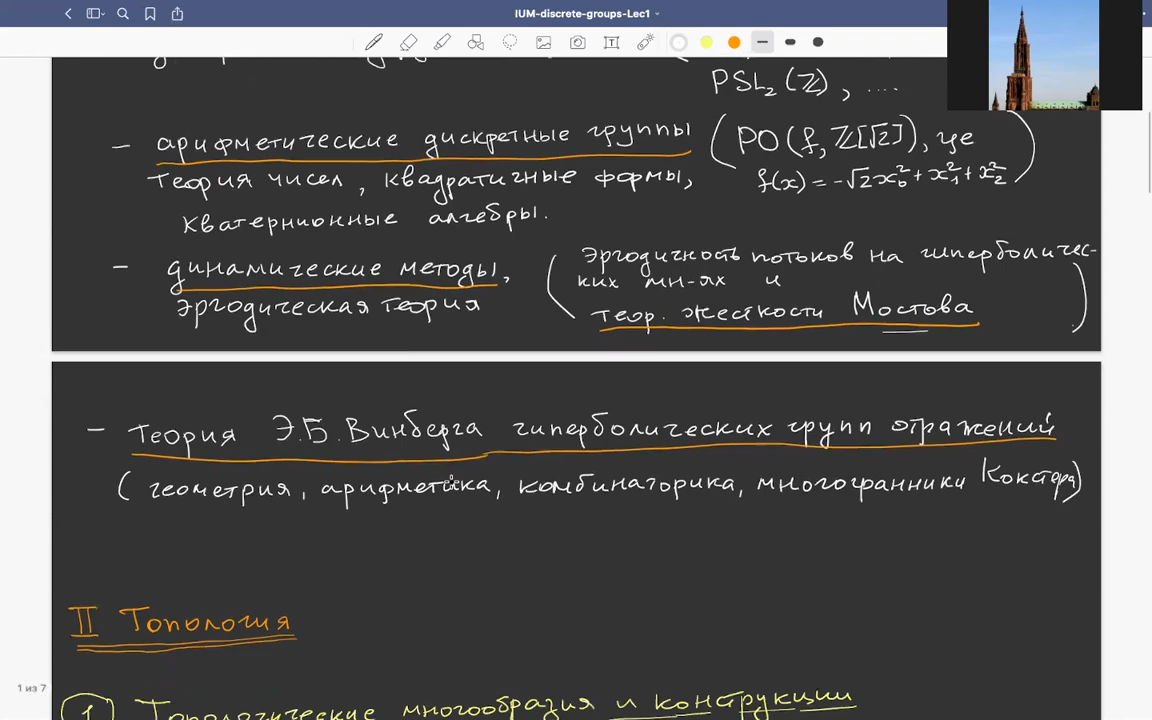 IUM-discrete-groups-Lec1
PSL₂(ℤ), ....
– арифметические дискретные группы (PO(f, ℤ[√2]), где
теория чисел, квадратичные формы, f(x) = -√2x₀² + x₁² + x₂²)
кватернионные алгебры.
– динамические методы, (эргодичность потоков на гиперболичес-
эргодическая теория ких мн-ях и
теор. жесткости Мостова)
– Теория Э.Б. Винберга гиперболических групп отражений
(геометрия, арифметика, комбинаторика, многогранники Кокстера)
II Топология
1 из 7
1 Топологические многообразия и конструкции